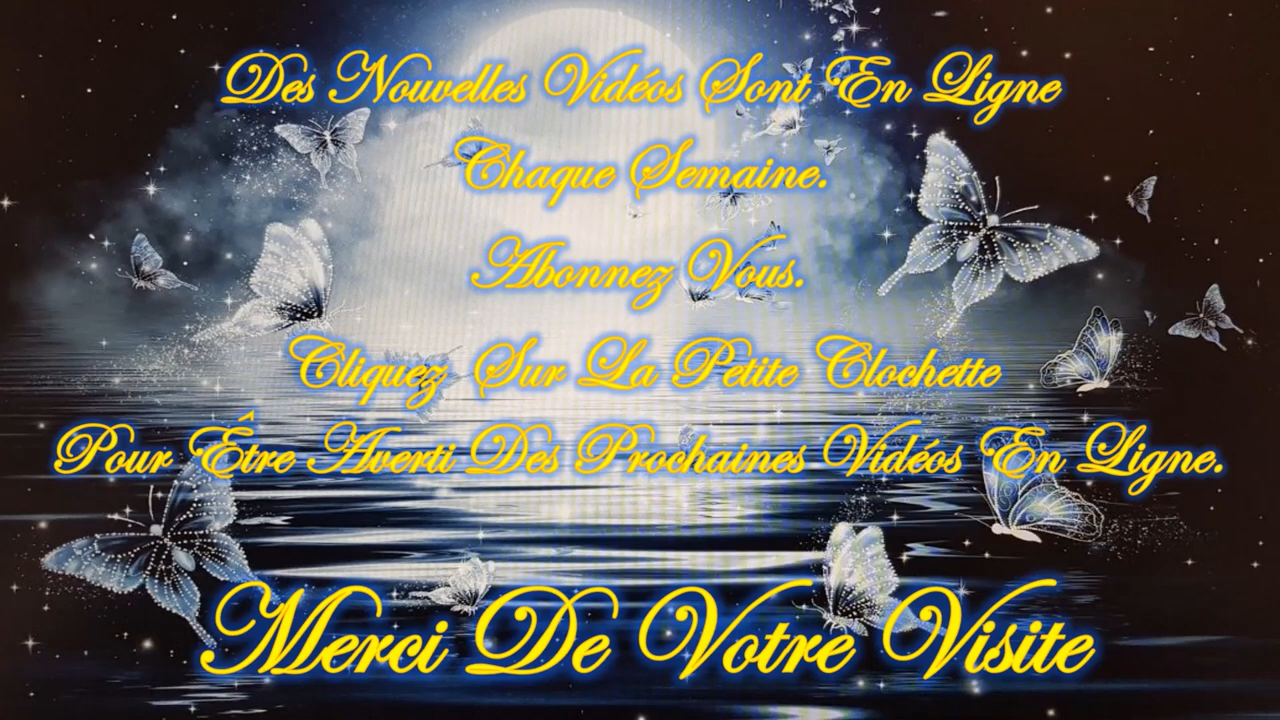 Des Nouvelles Vidéos Sont En Ligne
Chaque Semaine.
Abonnez Vous.
Cliquez Sur La Petite Clochette
Pour Être Averti Des Prochaines Vidéos En Ligne.
Merci De Votre Visite